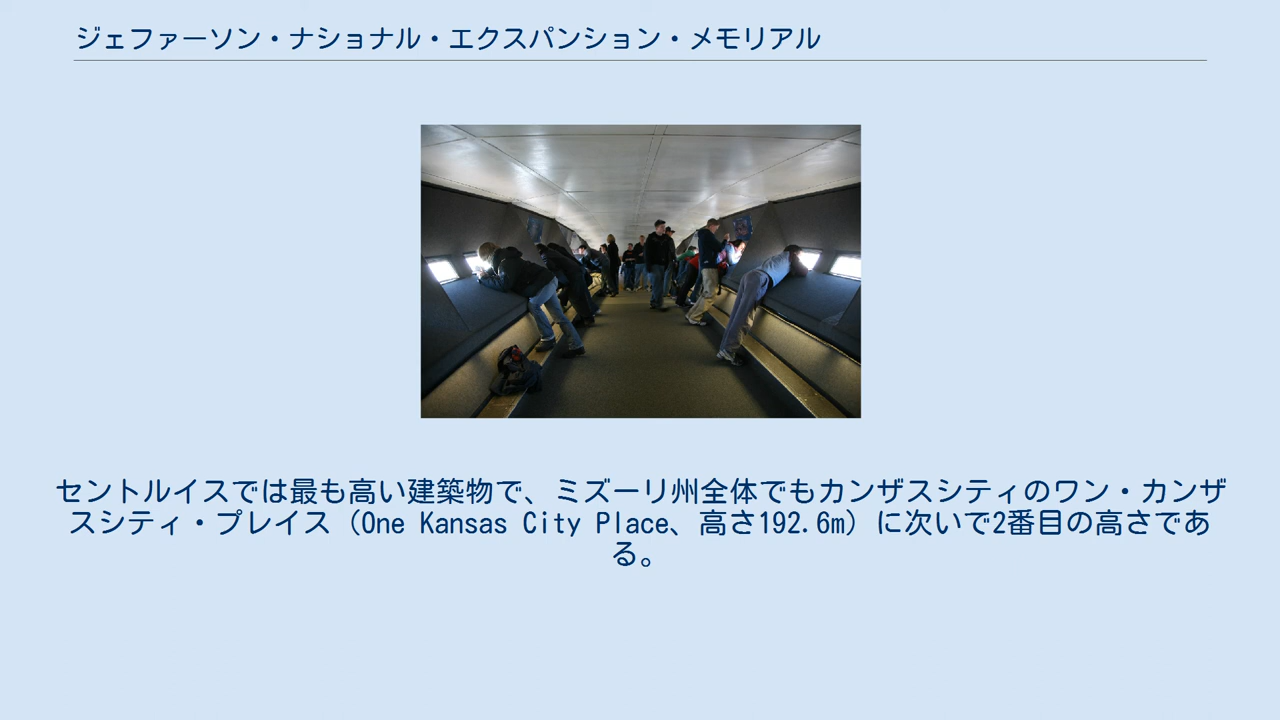 ジェファーソン・ナショナル・エクスパンション・メモリアル
セントルイスでは最も高い建築物で、ミズーリ州全体でもカンザスシティのワン・カンザ
スシティ・プレイス（One Kansas City Place、高さ192.6m）に次いで2番目の高さであ
る。